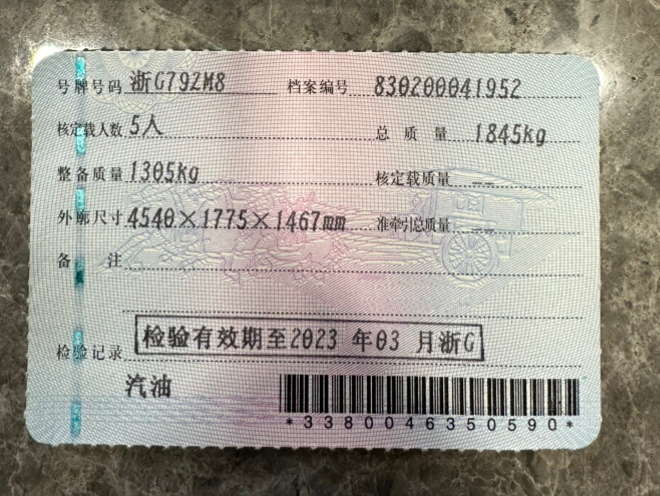 号牌号码 浙G79ZM8 档案编号 830200041952
核定载人数 5人 总质量 1845kg
整备质量 1305kg 核定载质量 --
外廓尺寸 4540×1775×1467mm 准牵引总质量 --
备注
检验记录 检验有效期至2023 年03 月浙G
汽油
*3380046350590*